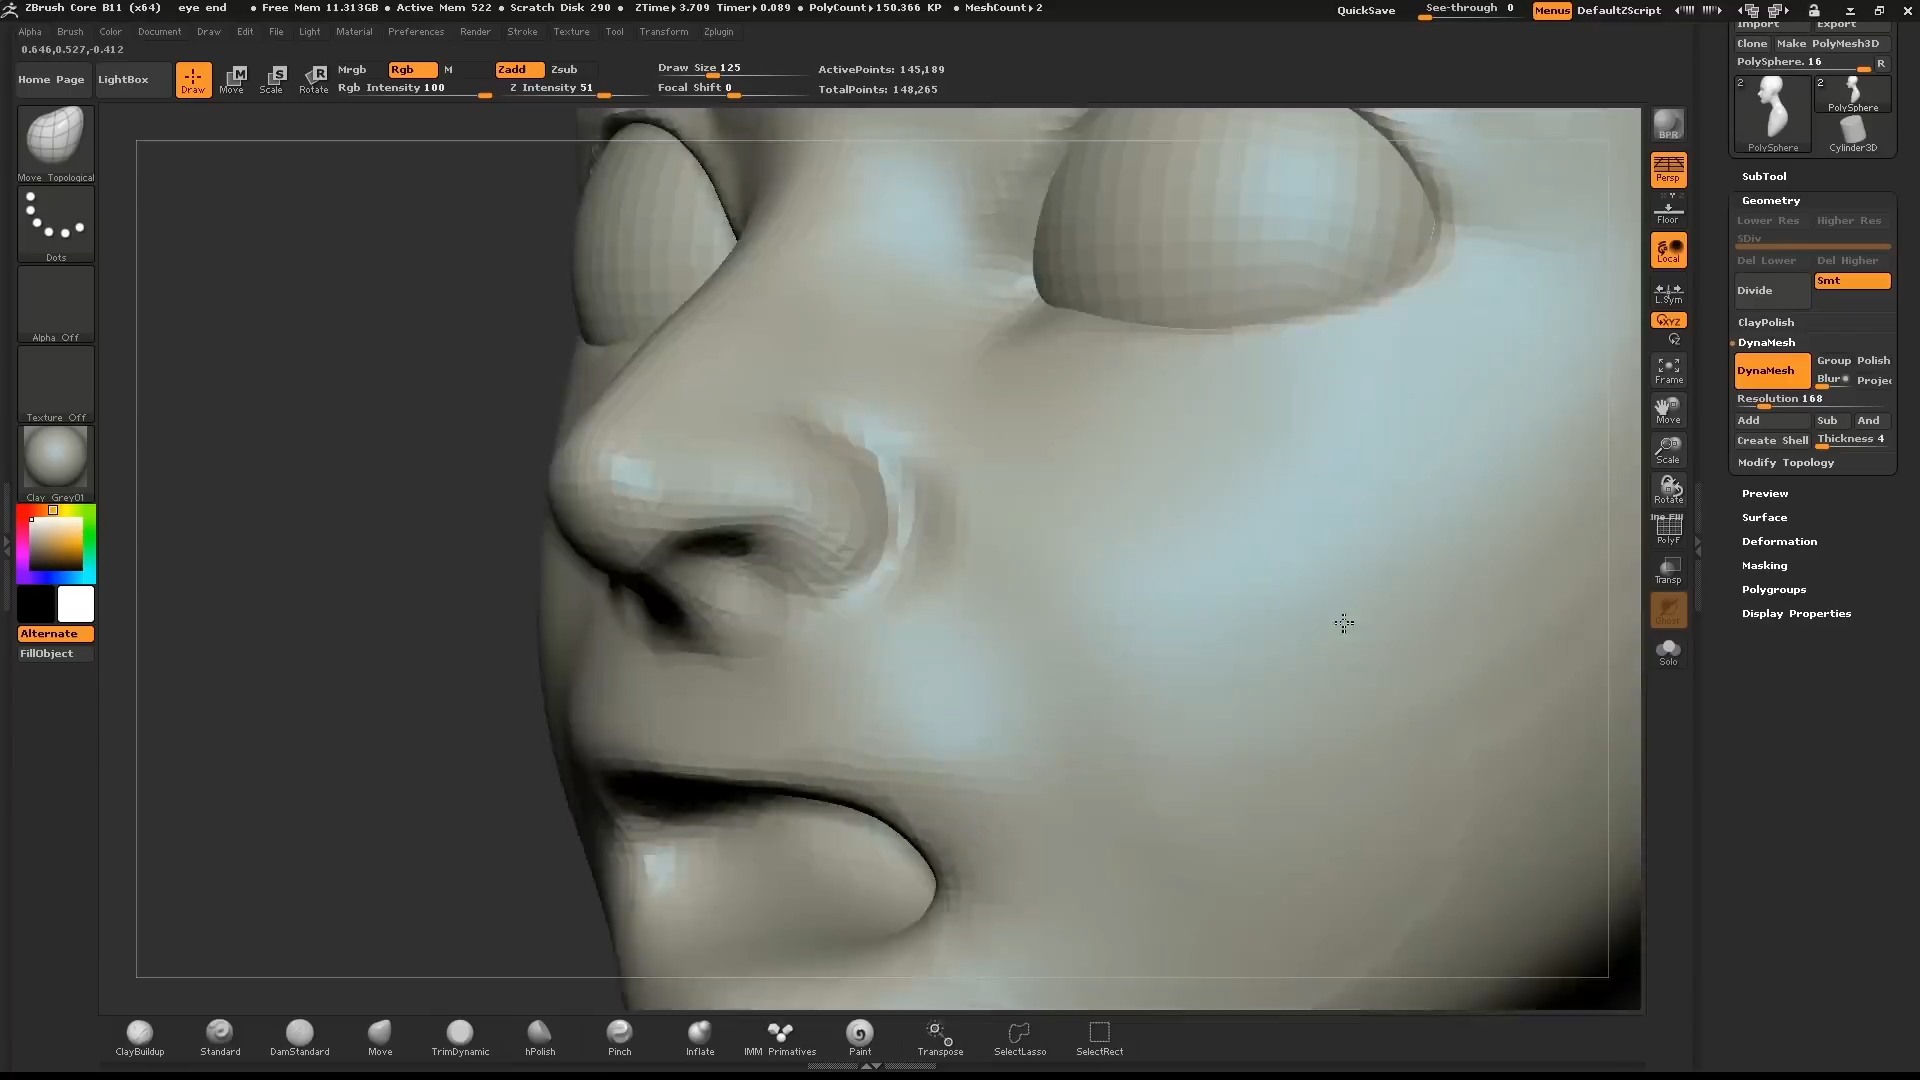 ZBrush Core B11 (x64) eye end • Free Mem 11.313GB • Active Mem 522 • Scratch Disk 290 • ZTime▸3.709 Timer▸0.089 • PolyCount▸150.366 KP • MeshCount▸2 QuickSave See-through 0 Menus DefaultZScript
Alpha Brush Color Document Draw Edit File Light Material Preferences Render Stroke Texture Tool Transform Zplugin
0.646,0.527,-0.412
Home Page LightBox Draw Move Scale Rotate
Mrgb Rgb M Zadd Zsub
Rgb Intensity 100 Z Intensity 51
Draw Size 125
Focal Shift 0
ActivePoints: 145,189
TotalPoints: 148,265
Move Topological
Dots
Alpha Off
Texture Off
Clay Grey01
Alternate
FillObject
BPR
Persp
Floor
Local
L.Sym
XYZ
Frame
Move
Scale
Rotate
Line Fill
PolyF
Transp
Ghost
Solo
Import Export
Clone Make PolyMesh3D
PolySphere. 16 R
2 2
PolySphere
PolySphere Cylinder3D
SubTool
Geometry
Lower Res Higher Res
SDiv
Del Lower Del Higher
Divide Smt
ClayPolish
DynaMesh
DynaMesh Group Polish
Blur Projec
Resolution 168
Add Sub And
Create Shell Thickness 4
Modify Topology
Preview
Surface
Deformation
Masking
Polygroups
Display Properties
ClayBuildup Standard DamStandard Move TrimDynamic hPolish Pinch Inflate IMM Primatives Paint Transpose SelectLasso SelectRect